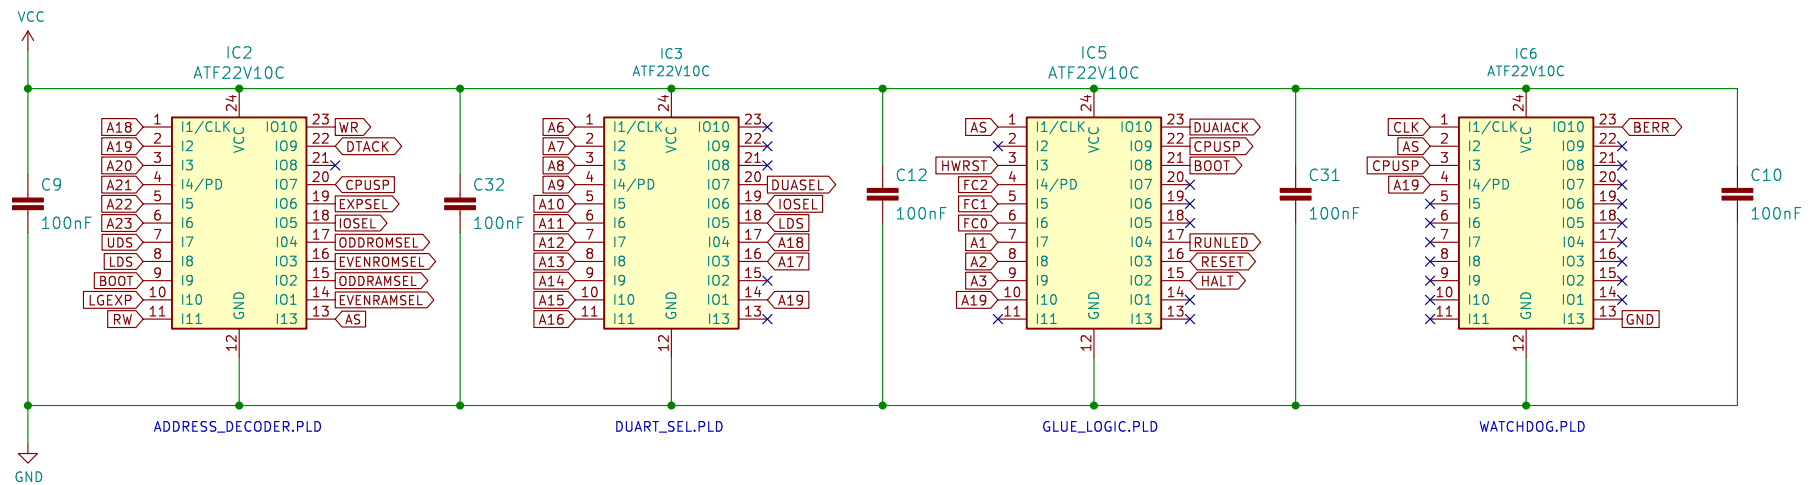 VCC
IC2
ATF22V10C
IC3
ATF22V10C
IC5
ATF22V10C
IC6
ATF22V10C
24
VCC
A18 1 I1/CLK IO10 23 WR
A19 2 I2 IO9 22 DTACK
A20 3 I3 IO8 21
A21 4 I4/PD IO7 20 CPUSP
A22 5 I5 IO6 19 EXPSEL
A23 6 I6 IO5 18 IOSEL
UDS 7 I7 IO4 17 ODDROMSEL
LDS 8 I8 IO3 16 EVENROMSEL
BOOT 9 I9 IO2 15 ODDRAMSEL
LGEXP 10 I10 IO1 14 EVENRAMSEL
RW 11 I11 I13 13 AS
GND
12
C9
100nF
C32
100nF
24
VCC
A6 1 I1/CLK IO10 23
A7 2 I2 IO9 22
A8 3 I3 IO8 21
A9 4 I4/PD IO7 20 DUASEL
A10 5 I5 IO6 19 IOSEL
A11 6 I6 IO5 18 LDS
A12 7 I7 IO4 17 A18
A13 8 I8 IO3 16 A17
A14 9 I9 IO2 15
A15 10 I10 IO1 14 A19
A16 11 I11 I13 13
GND
12
C12
100nF
24
VCC
AS 1 I1/CLK IO10 23 DUAIACK
2 I2 IO9 22 CPUSP
HWRST 3 I3 IO8 21 BOOT
FC2 4 I4/PD IO7 20
FC1 5 I5 IO6 19
FC0 6 I6 IO5 18
A1 7 I7 IO4 17 RUNLED
A2 8 I8 IO3 16 RESET
A3 9 I9 IO2 15 HALT
A19 10 I10 IO1 14
11 I11 I13 13
GND
12
C31
100nF
24
VCC
CLK 1 I1/CLK IO10 23 BERR
AS 2 I2 IO9 22
CPUSP 3 I3 IO8 21
A19 4 I4/PD IO7 20
5 I5 IO6 19
6 I6 IO5 18
7 I7 IO4 17
8 I8 IO3 16
9 I9 IO2 15
10 I10 IO1 14
11 I11 I13 13 GND
GND
12
C10
100nF
ADDRESS_DECODER.PLD
DUART_SEL.PLD
GLUE_LOGIC.PLD
WATCHDOG.PLD
GND